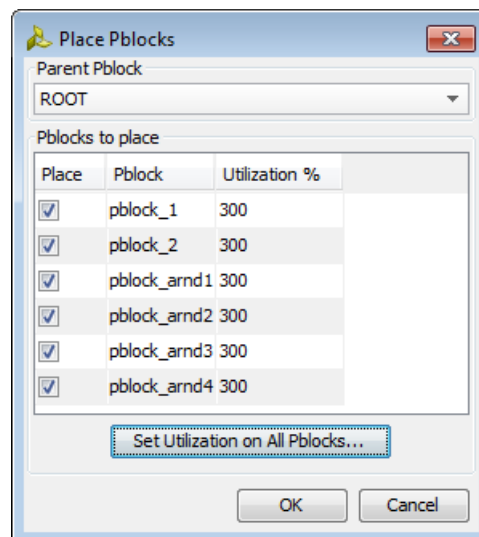 Place Pblocks
Parent Pblock
ROOT
Pblocks to place
Place Pblock Utilization %
pblock_1 300
pblock_2 300
pblock_arnd1 300
pblock_arnd2 300
pblock_arnd3 300
pblock_arnd4 300
Set Utilization on All Pblocks...
OK Cancel